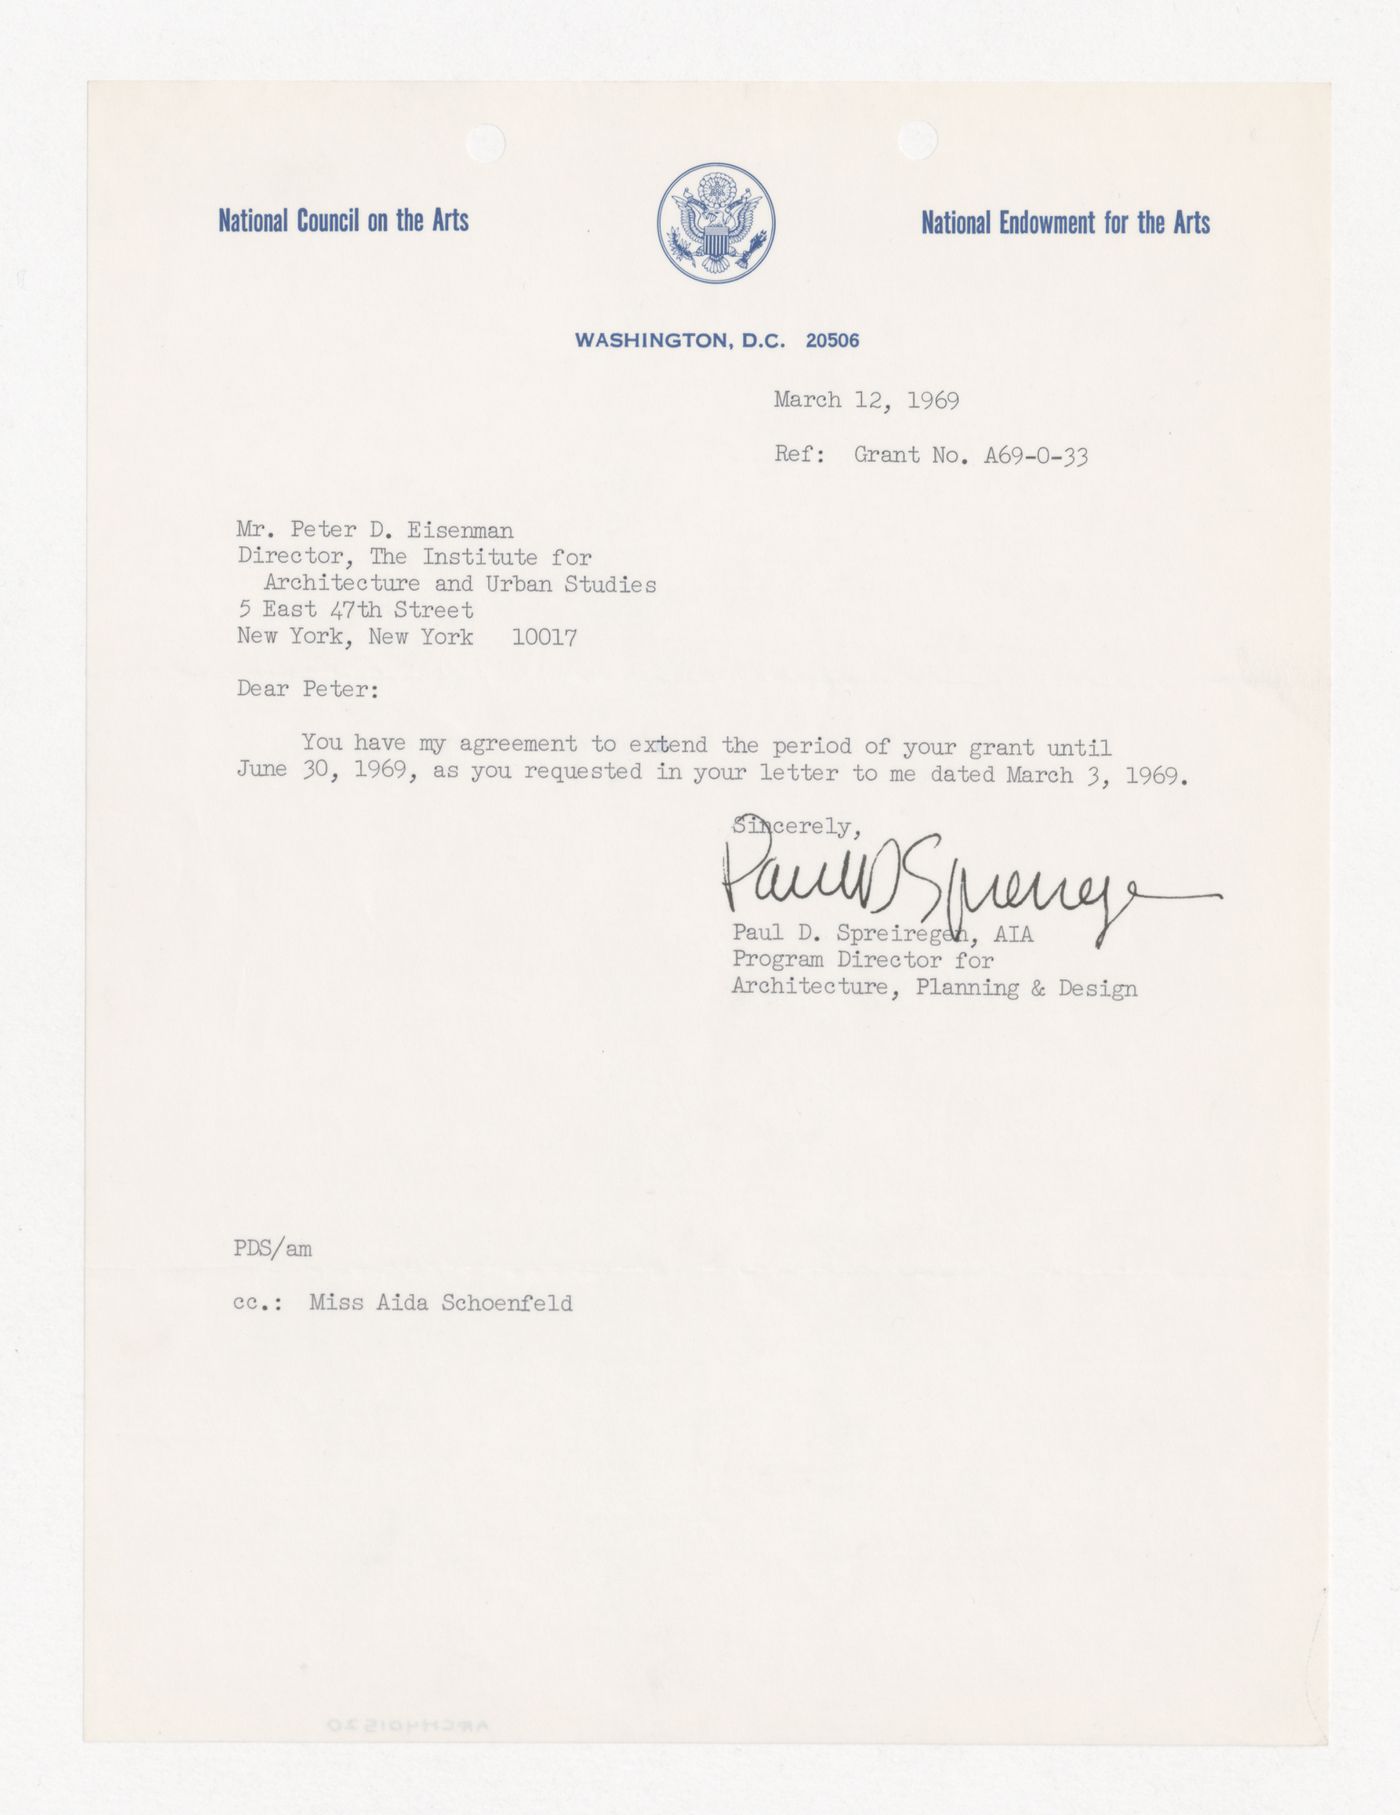 National Council on the Arts
National Endowment for the Arts
WASHINGTON, D.C. 20506
March 12, 1969
Ref: Grant No. A69-0-33
Mr. Peter D. Eisenman
Director, The Institute for
Architecture and Urban Studies
5 East 47th Street
New York, New York 10017
Dear Peter:
You have my agreement to extend the period of your grant until
June 30, 1969, as you requested in your letter to me dated March 3, 1969.
Sincerely,
Paul D Spreiregen
Paul D. Spreiregen, AIA
Program Director for
Architecture, Planning & Design
PDS/am
cc.: Miss Aida Schoenfeld
ARCH401520